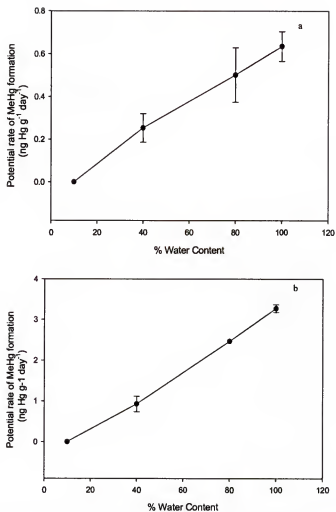 a
0.8
0.6
0.4
0.2
0.0
Potential rate of MeHg formation
(ng Hg g⁻¹ day⁻¹)
0 20 40 60 80 100 120
% Water Content
b
4
3
2
1
0
Potential rate of MeHg formation
(ng Hg g-1 day⁻¹)
0 20 40 60 80 100 120
% Water Content